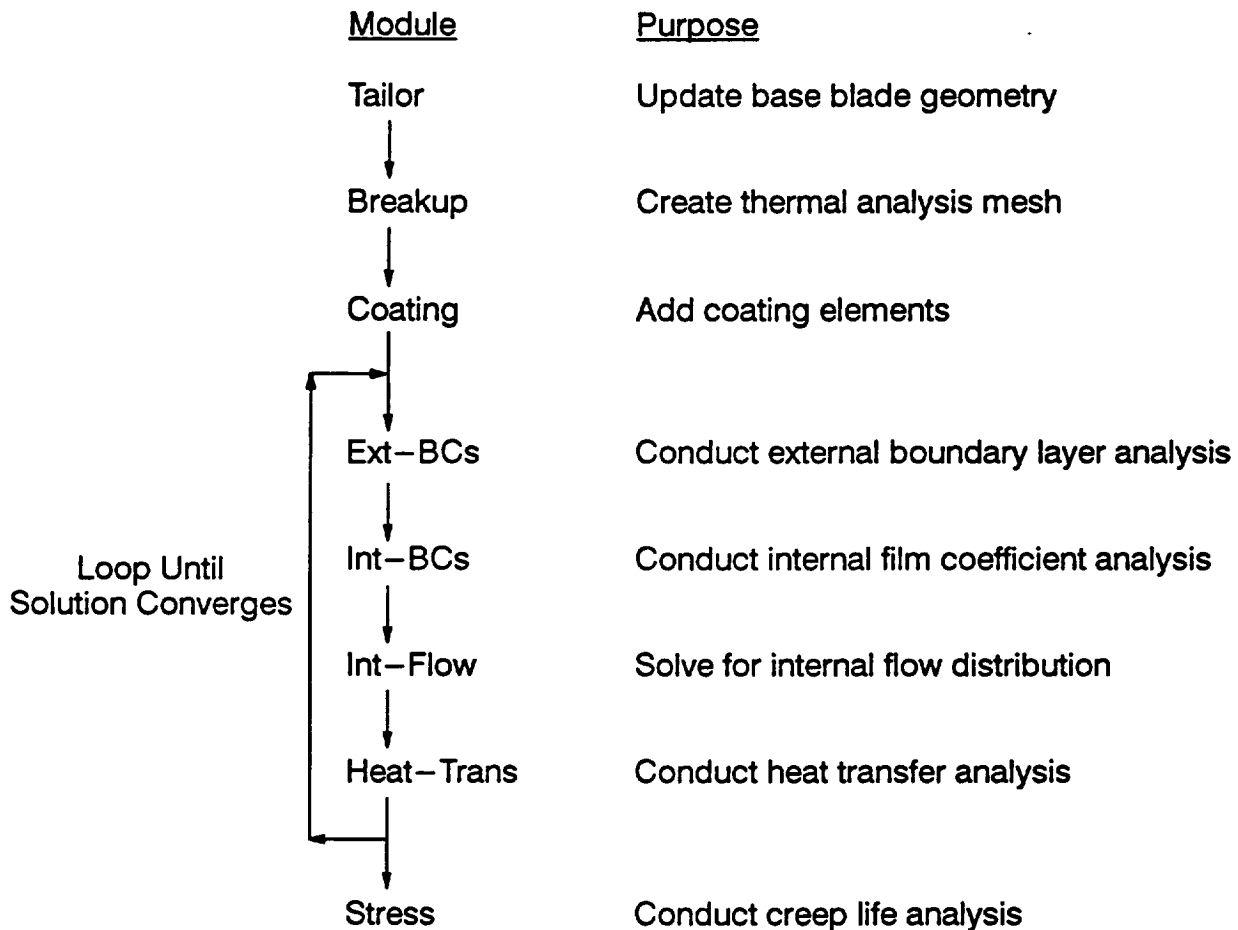 Module Purpose
Tailor Update base blade geometry
Breakup Create thermal analysis mesh
Coating Add coating elements
Ext-BCs Conduct external boundary layer analysis
Int-BCs Conduct internal film coefficient analysis
Loop Until
Solution Converges
Int-Flow Solve for internal flow distribution
Heat-Trans Conduct heat transfer analysis
Stress Conduct creep life analysis